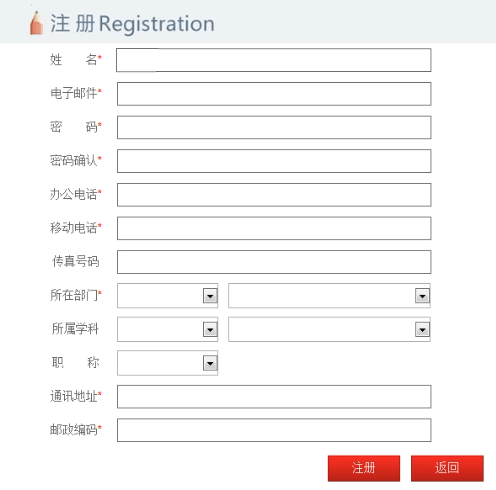 注 册 Registration
姓 名*
电子邮件*
密 码*
密码确认*
办公电话*
移动电话*
传真号码
所在部门*
所属学科
职 称
通讯地址*
邮政编码*
注册 返回